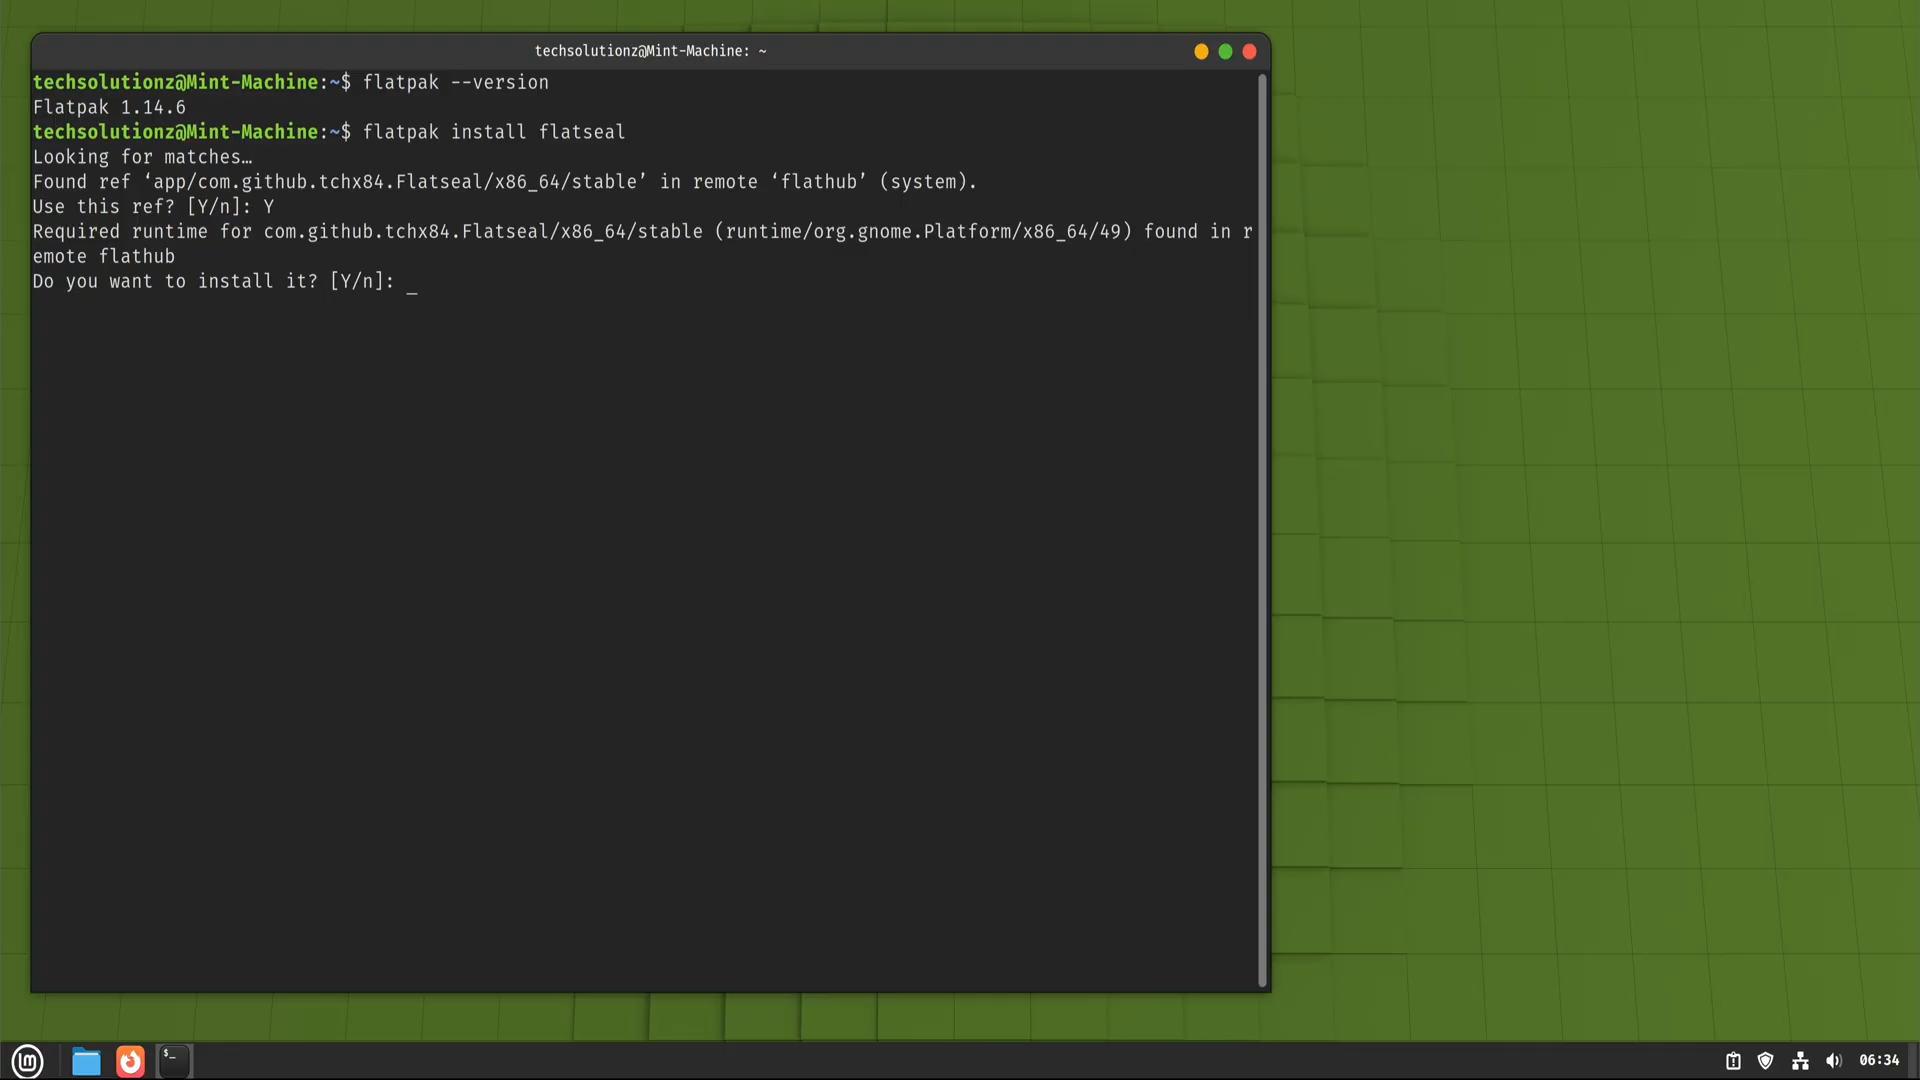 techsolutionz@Mint-Machine: ~
techsolutionz@Mint-Machine:~$ flatpak --version
Flatpak 1.14.6
techsolutionz@Mint-Machine:~$ flatpak install flatseal
Looking for matches…
Found ref ‘app/com.github.tchx84.Flatseal/x86_64/stable’ in remote ‘flathub’ (system).
Use this ref? [Y/n]: Y
Required runtime for com.github.tchx84.Flatseal/x86_64/stable (runtime/org.gnome.Platform/x86_64/49) found in r
emote flathub
Do you want to install it? [Y/n]: _
$_
06:34